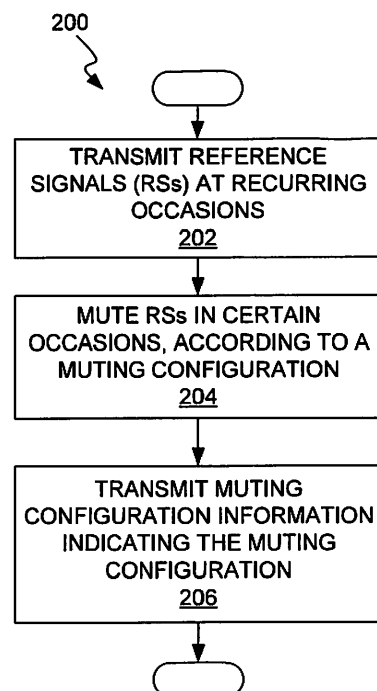 200
TRANSMIT REFERENCE
SIGNALS (RSs) AT RECURRING
OCCASIONS
202
MUTE RSs IN CERTAIN
OCCASIONS, ACCORDING TO A
MUTING CONFIGURATION
204
TRANSMIT MUTING
CONFIGURATION INFORMATION
INDICATING THE MUTING
CONFIGURATION
206